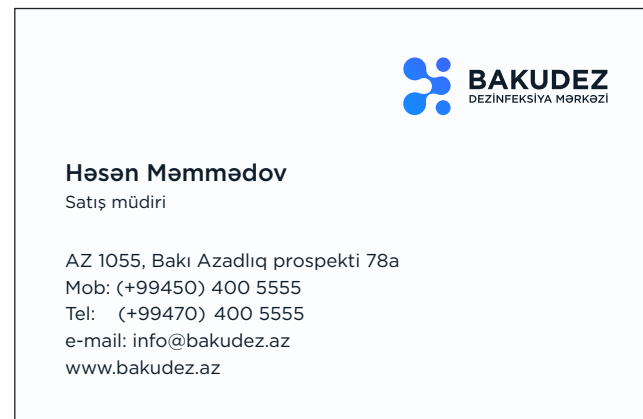 BAKUDEZ
DEZİNFEKSİYA MƏRKƏZİ
Həsən Məmmədov
Satış müdiri
AZ 1055, Bakı Azadlıq prospekti 78a
Mob: (+99450) 400 5555
Tel: (+99470) 400 5555
e-mail: info@bakudez.az
www.bakudez.az